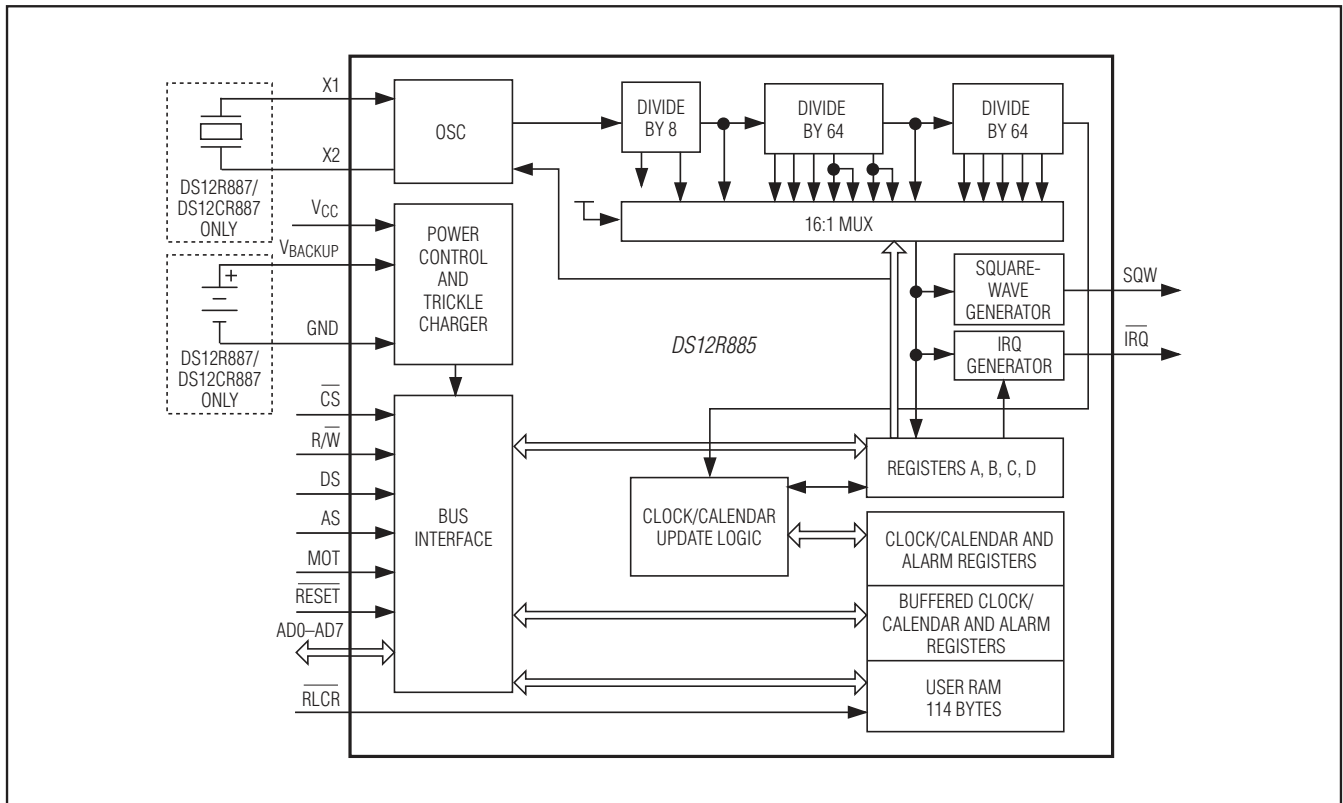 X1
X2
DS12R887/
DS12CR887
ONLY
VCC
VBACKUP
+
GND
DS12R887/
DS12CR887
ONLY
CS
R/W
DS
AS
MOT
RESET
AD0–AD7
RLCR
OSC
POWER
CONTROL
AND
TRICKLE
CHARGER
BUS
INTERFACE
DIVIDE
BY 8
DIVIDE
BY 64
DIVIDE
BY 64
16:1 MUX
SQUARE-
WAVE
GENERATOR
SQW
IRQ
GENERATOR
IRQ
DS12R885
REGISTERS A, B, C, D
CLOCK/CALENDAR
UPDATE LOGIC
CLOCK/CALENDAR AND
ALARM REGISTERS
BUFFERED CLOCK/
CALENDAR AND ALARM
REGISTERS
USER RAM
114 BYTES